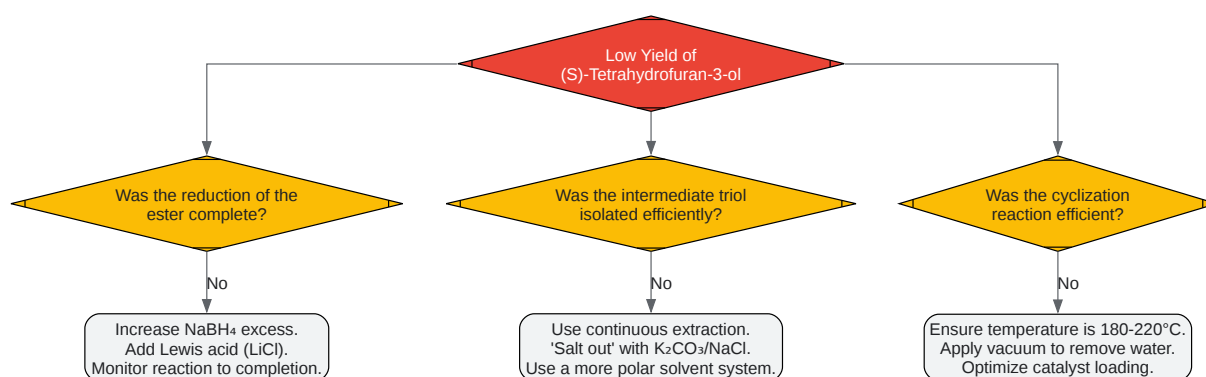 Low Yield of
(S)-Tetrahydrofuran-3-ol
Was the reduction of the
ester complete?
Was the intermediate triol
isolated efficiently?
Was the cyclization
reaction efficient?
No
No
No
Increase NaBH₄ excess.
Add Lewis acid (LiCl).
Monitor reaction to completion.
Use continuous extraction.
'Salt out' with K₂CO₃/NaCl.
Use a more polar solvent system.
Ensure temperature is 180-220°C.
Apply vacuum to remove water.
Optimize catalyst loading.